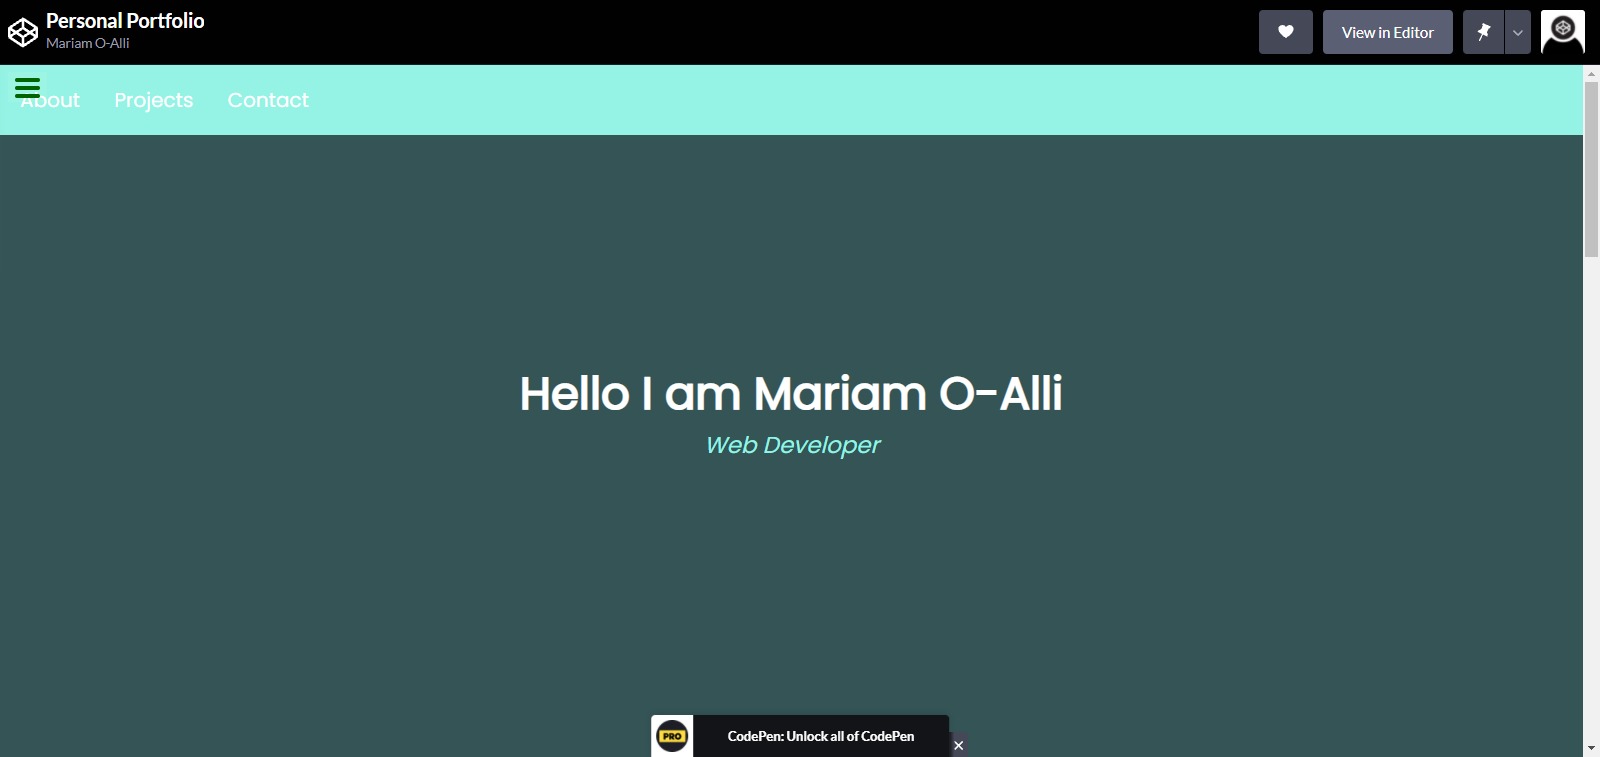 Personal Portfolio
Mariam O-Alli
View in Editor
About Projects Contact
Hello I am Mariam O-Alli
Web Developer
PRO
CodePen: Unlock all of CodePen